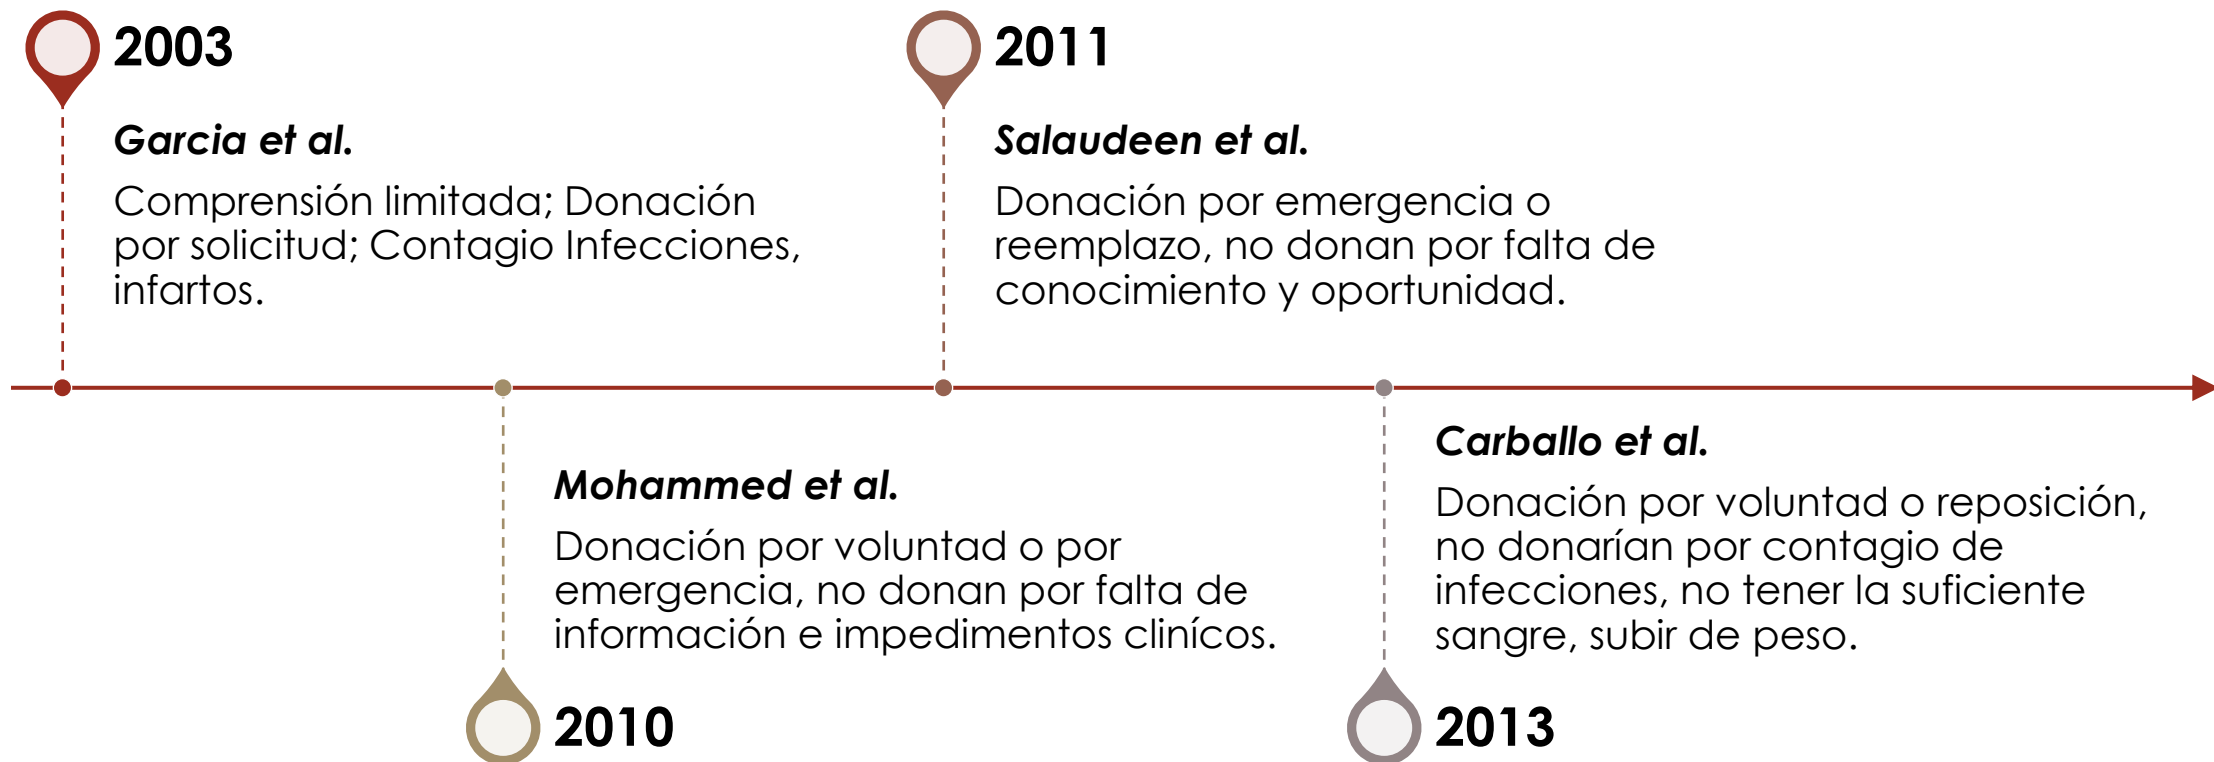 2003
Garcia et al.
Comprensión limitada; Donación
por solicitud; Contagio Infecciones,
infartos.
2011
Salaudeen et al.
Donación por emergencia o
reemplazo, no donan por falta de
conocimiento y oportunidad.
Mohammed et al.
Donación por voluntad o por
emergencia, no donan por falta de
información e impedimentos clinícos.
2010
Carballo et al.
Donación por voluntad o reposición,
no donarían por contagio de
infecciones, no tener la suficiente
sangre, subir de peso.
2013